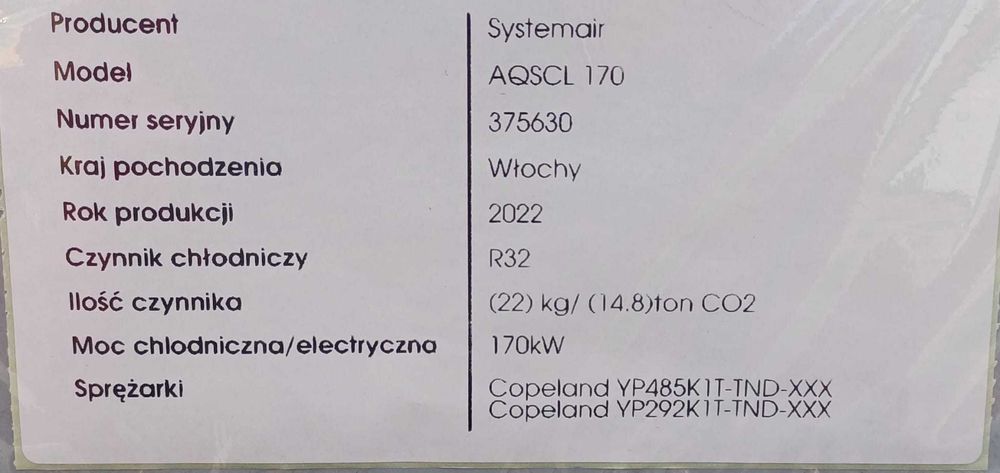 Producent Systemair
Model AQSCL 170
Numer seryjny 375630
Kraj pochodzenia Włochy
Rok produkcji 2022
Czynnik chłodniczy R32
Ilość czynnika (22) kg/ (14.8)ton CO2
Moc chlodniczna/electryczna 170kW
Sprężarki Copeland YP485K1T-TND-XXX
Copeland YP292K1T-TND-XXX